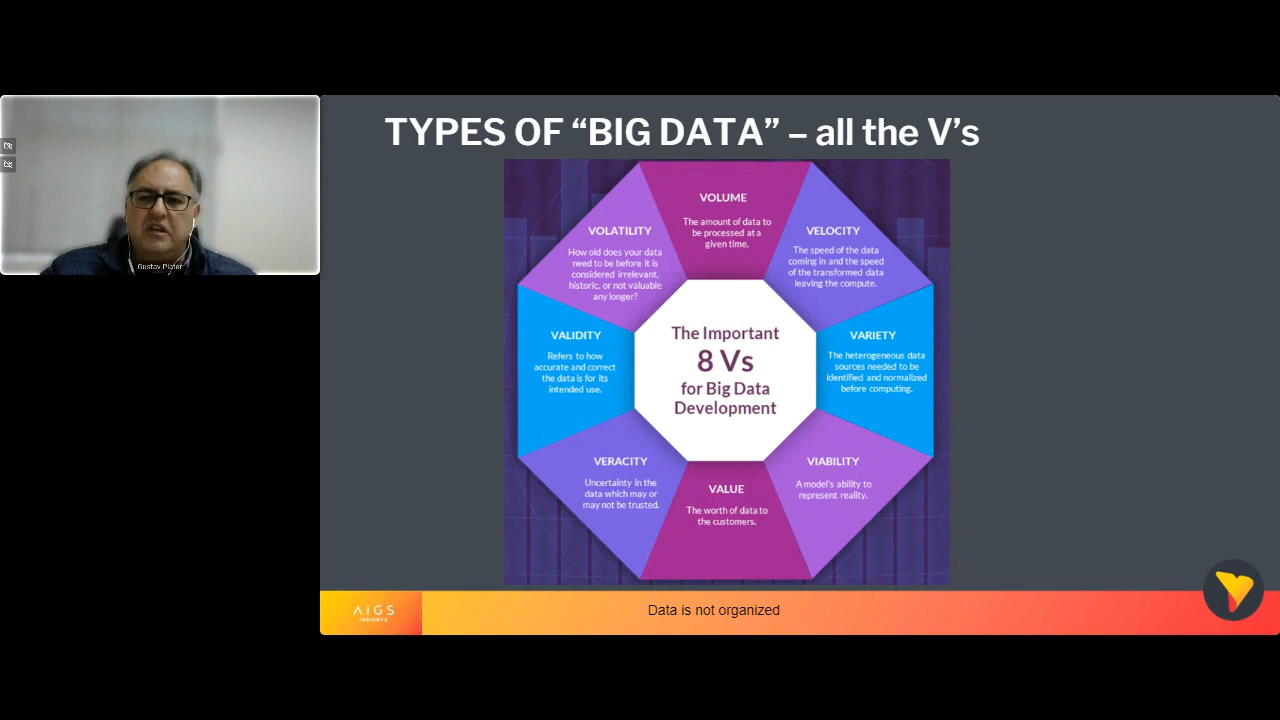 TYPES OF “BIG DATA” – all the V’s
VOLUME
The amount of data to
be processed at a
given time.
VELOCITY
The speed of the data
coming in and the speed
of the transformed data
leaving the compute.
VARIETY
The heterogeneous data
sources needed to be
identified and normalized
before computing.
VIABILITY
A model's ability to
represent reality.
VALUE
The worth of data to
the customers.
VERACITY
Uncertainty in the
data which may or
may not be trusted.
VALIDITY
Refers to how
accurate and correct
the data is for its
intended use.
VOLATILITY
How old does your data
need to be before it is
considered irrelevant,
historic, or not valuable
any longer?
The Important
8 Vs
for Big Data
Development
Gustav Piater
AiGS
INSIGHTS
Data is not organized